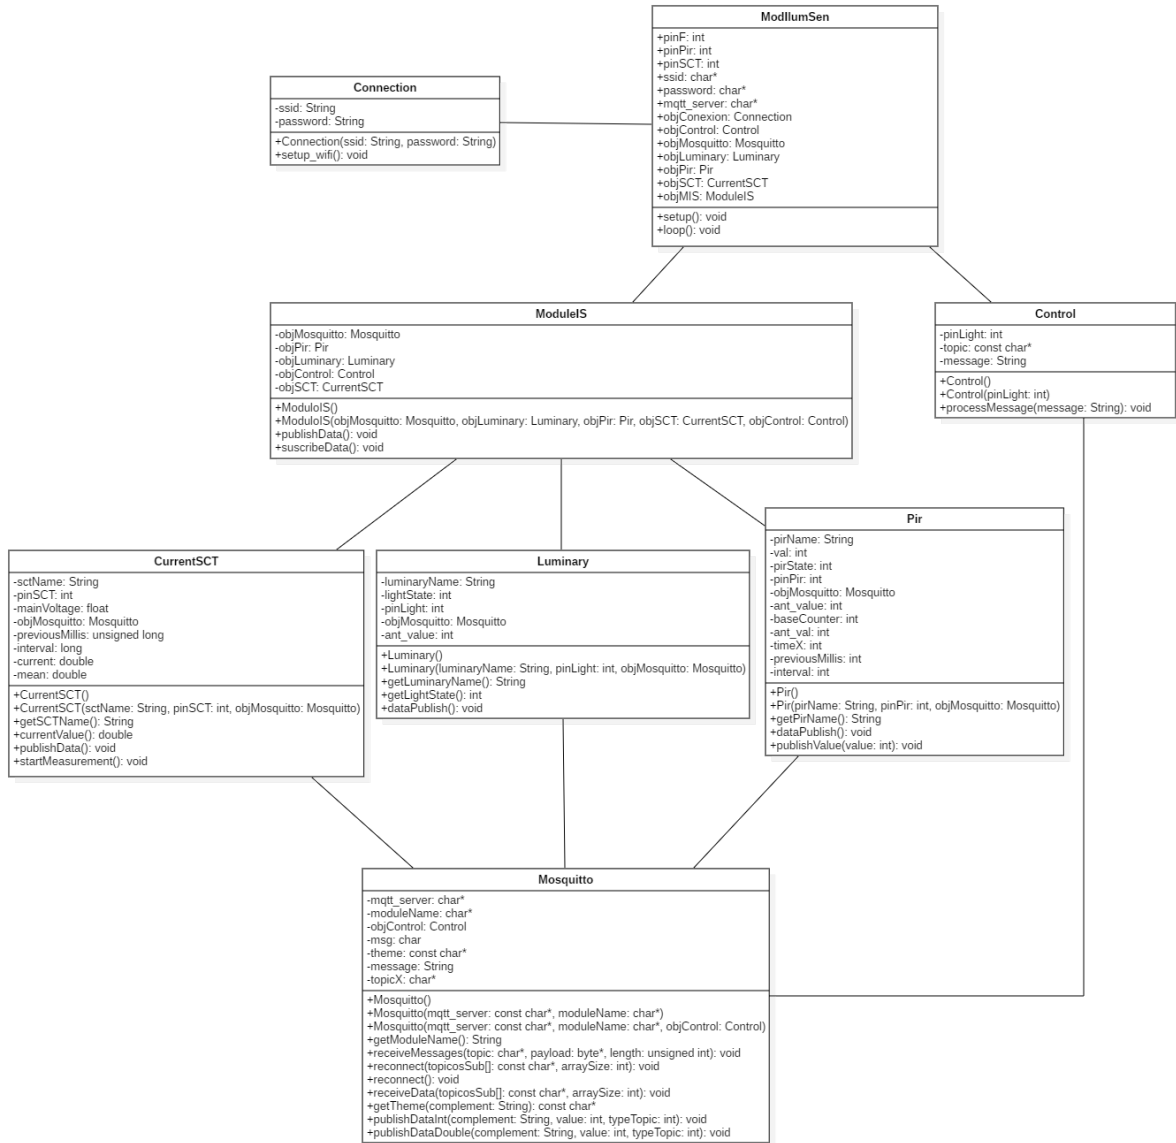 ModIlumSen
+pinF: int
+pinPir: int
+pinSCT: int
+ssid: char*
+password: char*
+mqtt_server: char*
+objConexion: Connection
+objControl: Control
+objMosquitto: Mosquitto
+objLuminary: Luminary
+objPir: Pir
+objSCT: CurrentSCT
+objMIS: ModuleIS
+setup(): void
+loop(): void
Connection
-ssid: String
-password: String
+Connection(ssid: String, password: String)
+setup_wifi(): void
ModuleIS
-objMosquitto: Mosquitto
-objPir: Pir
-objLuminary: Luminary
-objControl: Control
-objSCT: CurrentSCT
+ModuloIS()
+ModuloIS(objMosquitto: Mosquitto, objLuminary: Luminary, objPir: Pir, objSCT: CurrentSCT, objControl: Control)
+publishData(): void
+suscribeData(): void
Control
-pinLight: int
-topic: const char*
-message: String
+Control()
+Control(pinLight: int)
+processMessage(message: String): void
CurrentSCT
-sctName: String
-pinSCT: int
-mainVoltage: float
-objMosquitto: Mosquitto
-previousMillis: unsigned long
-interval: long
-current: double
-mean: double
+CurrentSCT()
+CurrentSCT(sctName: String, pinSCT: int, objMosquitto: Mosquitto)
+getSCTName(): String
+currentValue(): double
+publishData(): void
+startMeasurement(): void
Luminary
-luminaryName: String
-lightState: int
-pinLight: int
-objMosquitto: Mosquitto
-ant_value: int
+Luminary()
+Luminary(luminaryName: String, pinLight: int, objMosquitto: Mosquitto)
+getLuminaryName(): String
+getLightState(): int
+dataPublish(): void
Pir
-pirName: String
-val: int
-pirState: int
-pinPir: int
-objMosquitto: Mosquitto
-ant_value: int
-baseCounter: int
-ant_val: int
-timeX: int
-previousMillis: int
-interval: int
+Pir()
+Pir(pirName: String, pinPir: int, objMosquitto: Mosquitto)
+getPirName(): String
+dataPublish(): void
+publishValue(value: int): void
Mosquitto
-mqtt_server: char*
-moduleName: char*
-objControl: Control
-msg: char
-theme: const char*
-message: String
-topicX: char*
+Mosquitto()
+Mosquitto(mqtt_server: const char*, moduleName: char*)
+Mosquitto(mqtt_server: const char*, moduleName: char*, objControl: Control)
+getModuleName(): String
+receiveMessages(topic: char*, payload: byte*, length: unsigned int): void
+reconnect(topicosSub[]: const char*, arraySize: int): void
+reconnect(): void
+receiveData(topicosSub[]: const char*, arraySize: int): void
+getTheme(complement: String): const char*
+publishDataInt(complement: String, value: int, typeTopic: int): void
+publishDataDouble(complement: String, value: int, typeTopic: int): void